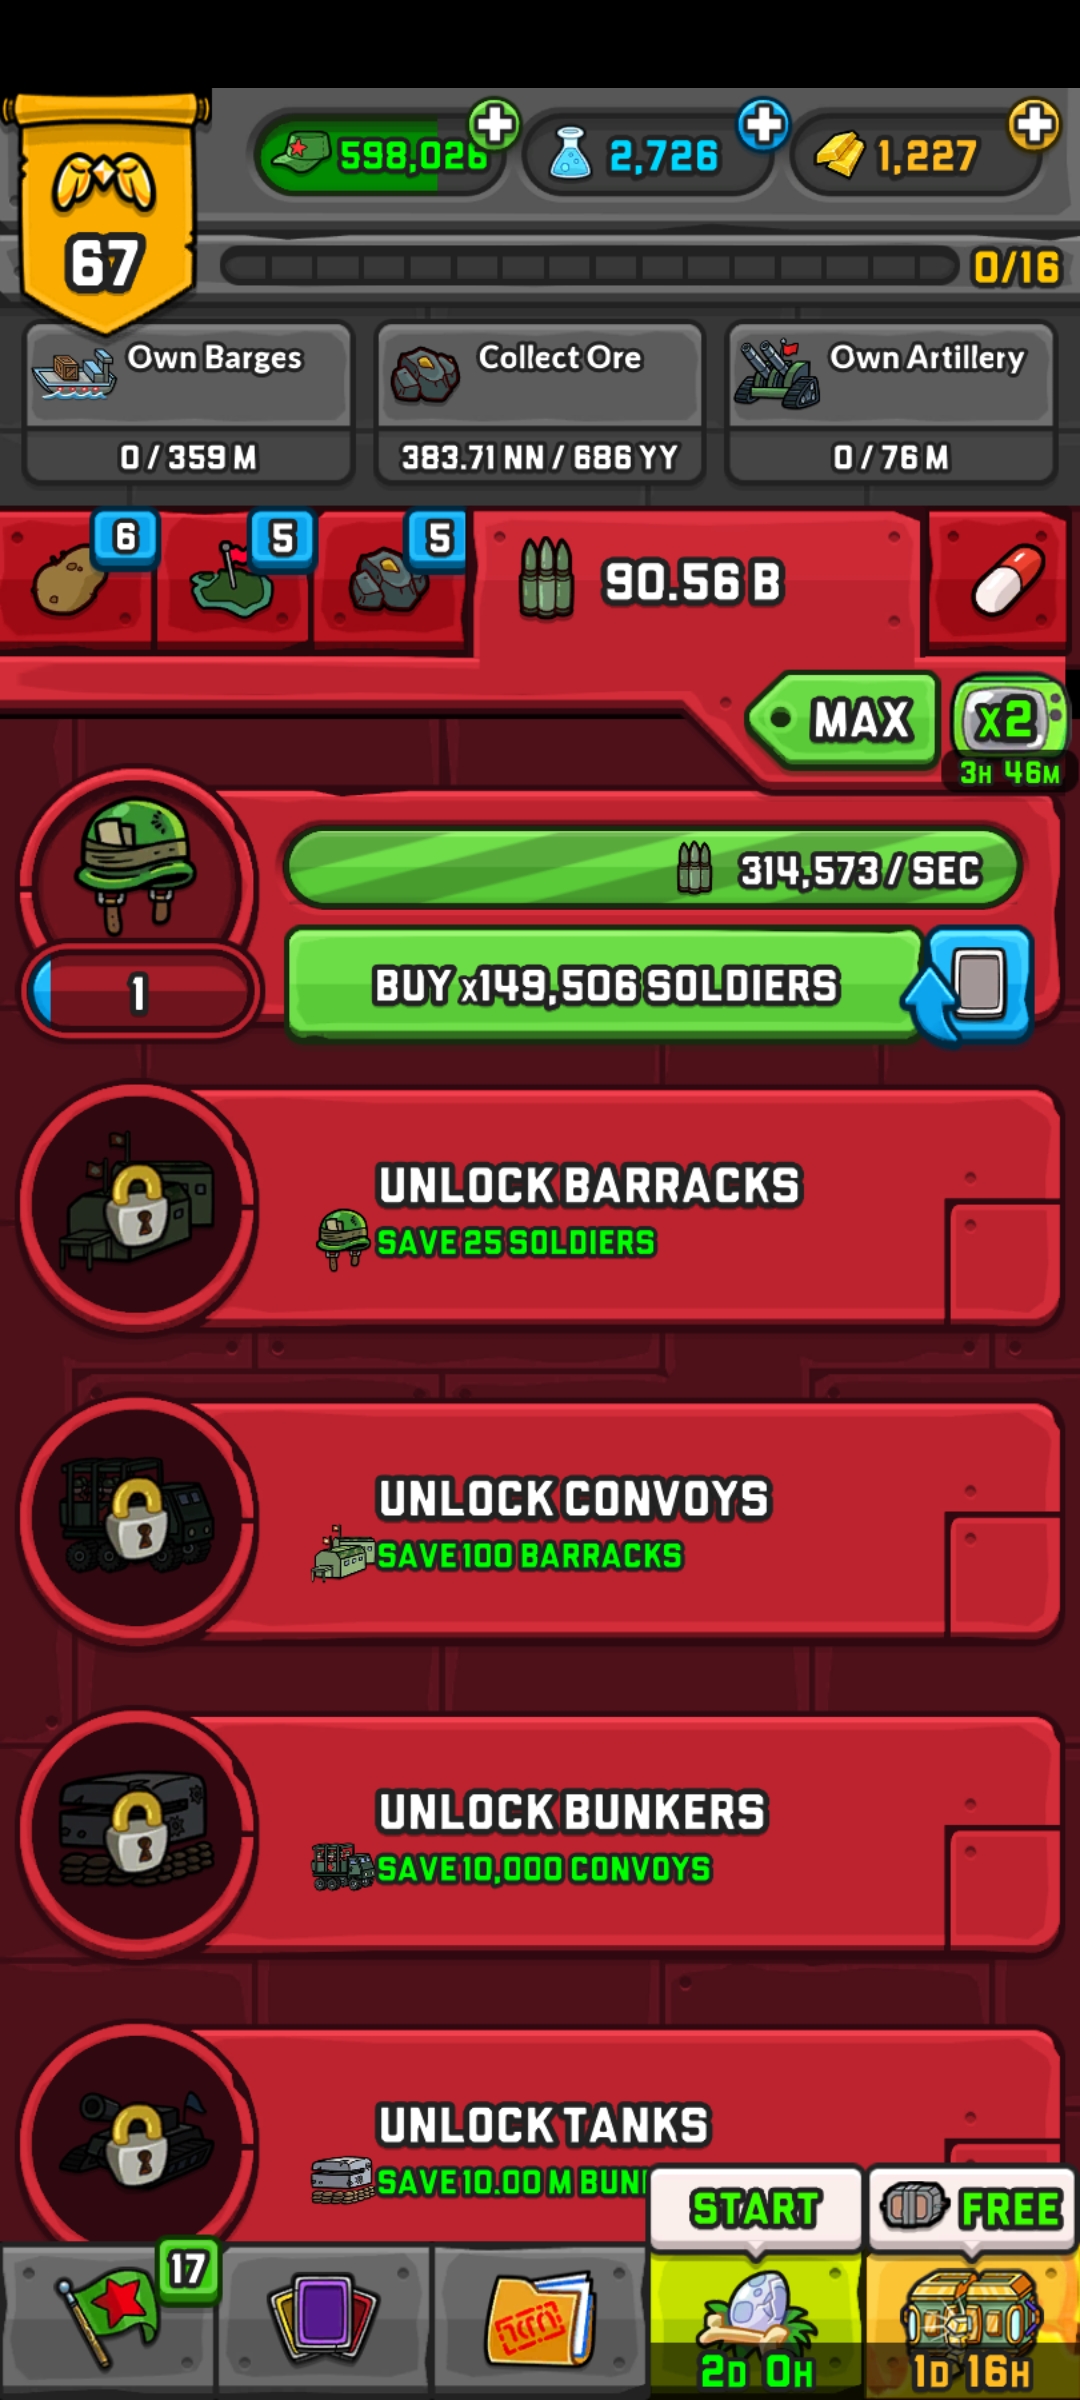 598,026
2,726
1,227
67
0/16
Own Barges
0 / 359 M
Collect Ore
383.71 NN / 686 YY
Own Artillery
0 / 76 M
6
5
5
90.56 B
MAX
x2
3H 46M
314,573 / SEC
1
BUY x149,506 SOLDIERS
UNLOCK BARRACKS
SAVE 25 SOLDIERS
UNLOCK CONVOYS
SAVE 100 BARRACKS
UNLOCK BUNKERS
SAVE 10,000 CONVOYS
UNLOCK TANKS
SAVE 10.00 M
START
FREE
17
2D 0H
1D 16H